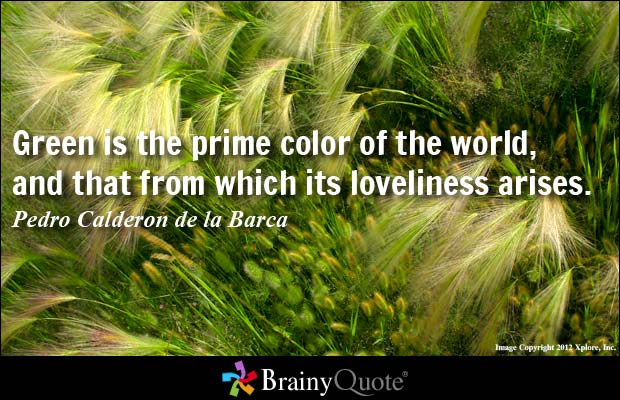 Green is the prime color of the world,
and that from which its loveliness arises.
Pedro Calderon de la Barca
Image Copyright 2012 Xplore, Inc.
BrainyQuote®